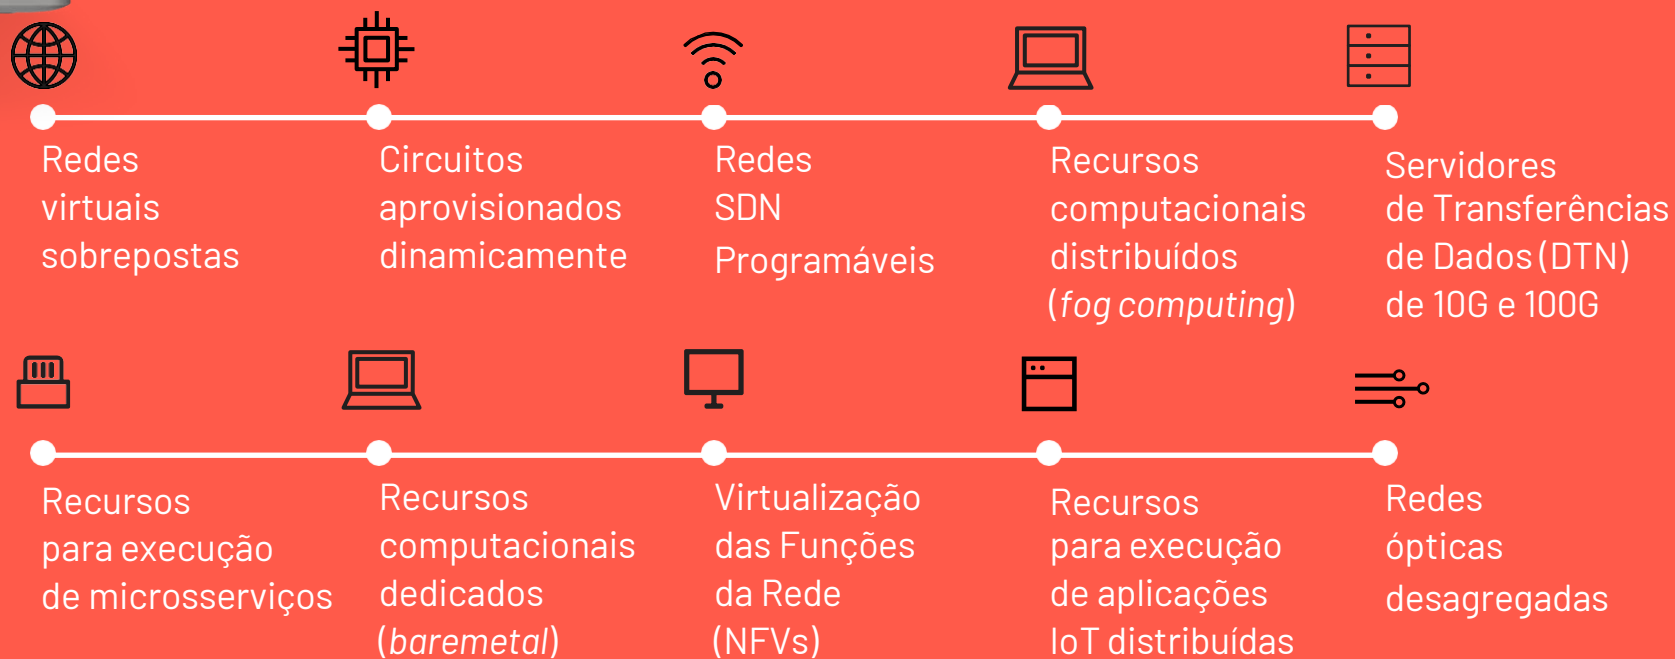 Redes
virtuais
sobrepostas
Circuitos
aprovisionados
dinamicamente
Redes
SDN
Programáveis
Recursos
computacionais
distribuídos
(fog computing)
Servidores
de Transferências
de Dados (DTN)
de 10G e 100G
Recursos
para execução
de microsserviços
Recursos
computacionais
dedicados
(baremetal)
Virtualização
das Funções
da Rede
(NFVs)
Recursos
para execução
de aplicações
IoT distribuídas
Redes
ópticas
desagregadas